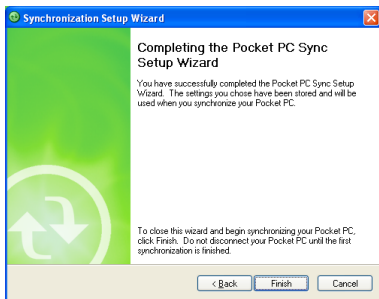 Synchronization Setup Wizard
Completing the Pocket PC Sync
Setup Wizard
You have successfully completed the Pocket PC Sync Setup
Wizard. The settings you chose have been stored and will be
used when you synchronize your Pocket PC.
To close this wizard and begin synchronizing your Pocket PC,
click Finish. Do not disconnect your Pocket PC until the first
synchronization is finished.
< Back Finish Cancel